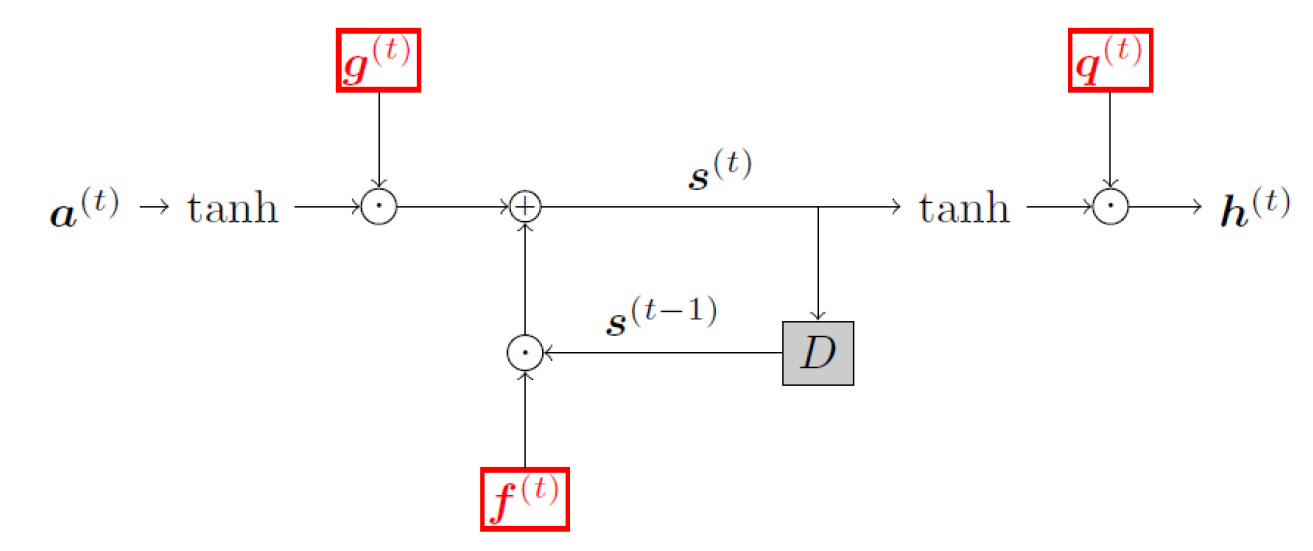 g^(t) q^(t)
s^(t)
a^(t) → tanh · + tanh · h^(t)
s^(t−1)
· D
f^(t)